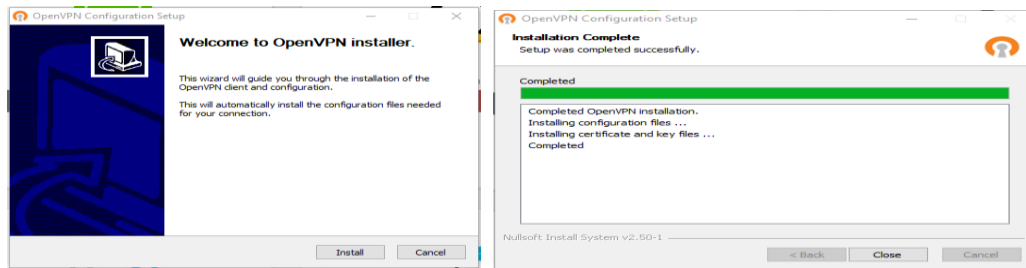 OpenVPN Configuration Setup
Welcome to OpenVPN installer.
This wizard will guide you through the installation of the
OpenVPN client and configuration.
This will automatically install the configuration files needed
for your connection.
Install
Cancel
OpenVPN Configuration Setup
Installation Complete
Setup was completed successfully.
Completed
Completed OpenVPN installation.
Installing configuration files ...
Installing certificate and key files ...
Completed
Nullsoft Install System v2.50-1
< Back
Close
Cancel